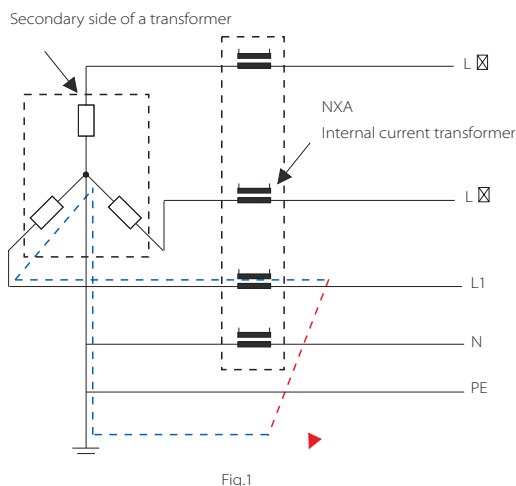 Secondary side of a transformer
L
NXA
Internal current transformer
L
L1
N
PE
Fig.1